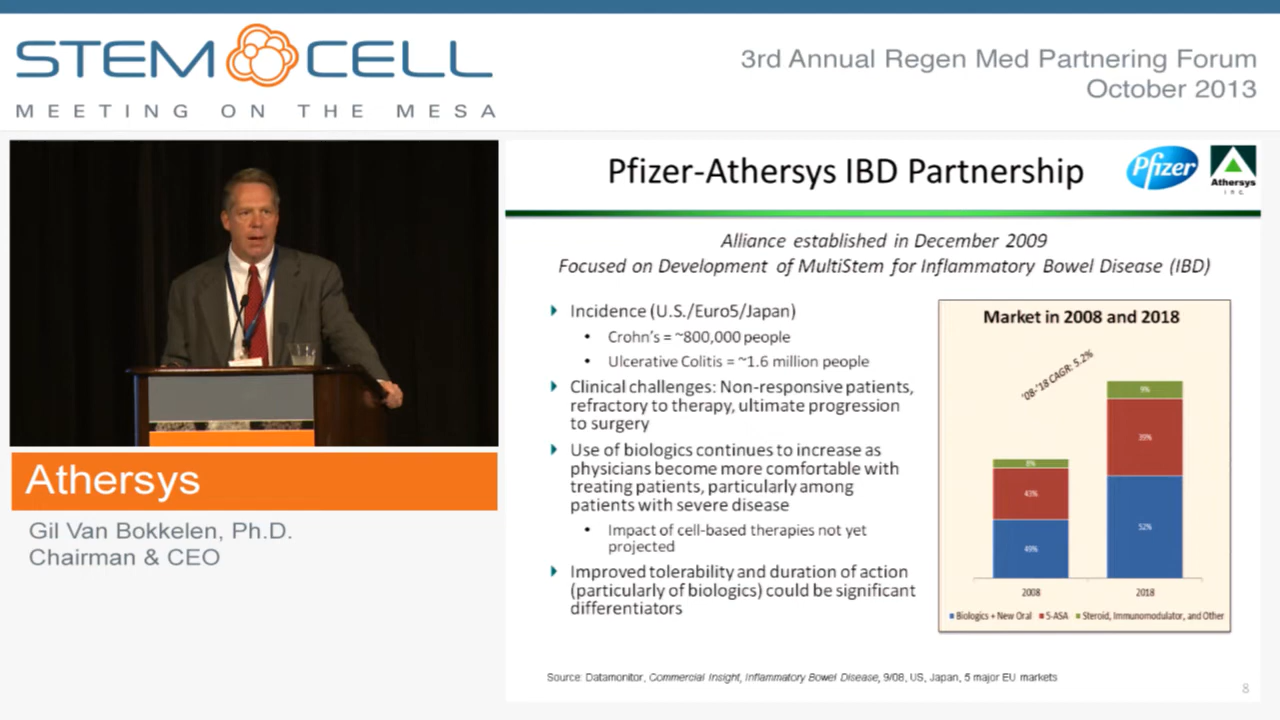 STEM CELL
MEETING ON THE MESA
3rd Annual Regen Med Partnering Forum
October 2013
Pfizer-Athersys IBD Partnership
Pfizer
Athersys
inc.
Alliance established in December 2009
Focused on Development of MultiStem for Inflammatory Bowel Disease (IBD)
Incidence (U.S./Euro5/Japan)
• Crohn's = ~800,000 people
• Ulcerative Colitis = ~1.6 million people
Clinical challenges: Non-responsive patients,
refractory to therapy, ultimate progression
to surgery
Use of biologics continues to increase as
physicians become more comfortable with
treating patients, particularly among
patients with severe disease
• Impact of cell-based therapies not yet
projected
Improved tolerability and duration of action
(particularly of biologics) could be significant
differentiators
Market in 2008 and 2018
'08-'18 CAGR: 5.2%
8%
43%
49%
9%
39%
52%
2008
2018
Biologics + New Oral
5-ASA
Steroid, Immunomodulator, and Other
Source: Datamonitor, Commercial Insight, Inflammatory Bowel Disease, 9/08, US, Japan, 5 major EU markets
8
Athersys
Gil Van Bokkelen, Ph.D.
Chairman & CEO